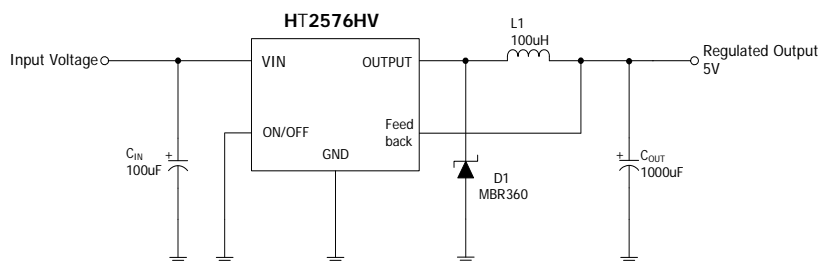 HT2576HV
L1
100uH
Input Voltage
VIN
OUTPUT
Regulated Output
5V
ON/OFF
Feed
back
GND
CIN
100uF
+
D1
MBR360
+
COUT
1000uF